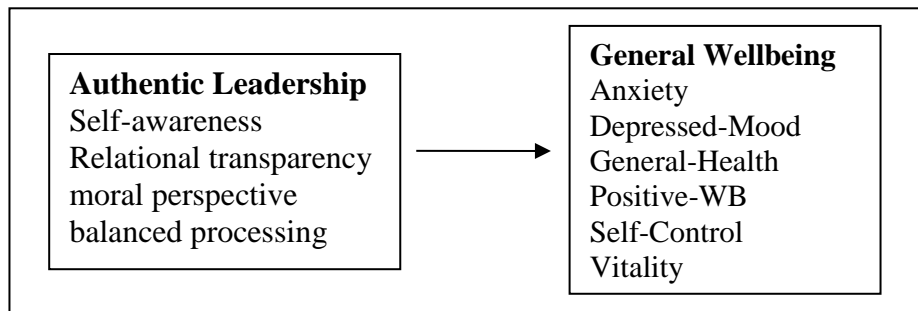 Authentic Leadership
Self-awareness
Relational transparency
moral perspective
balanced processing
General Wellbeing
Anxiety
Depressed-Mood
General-Health
Positive-WB
Self-Control
Vitality